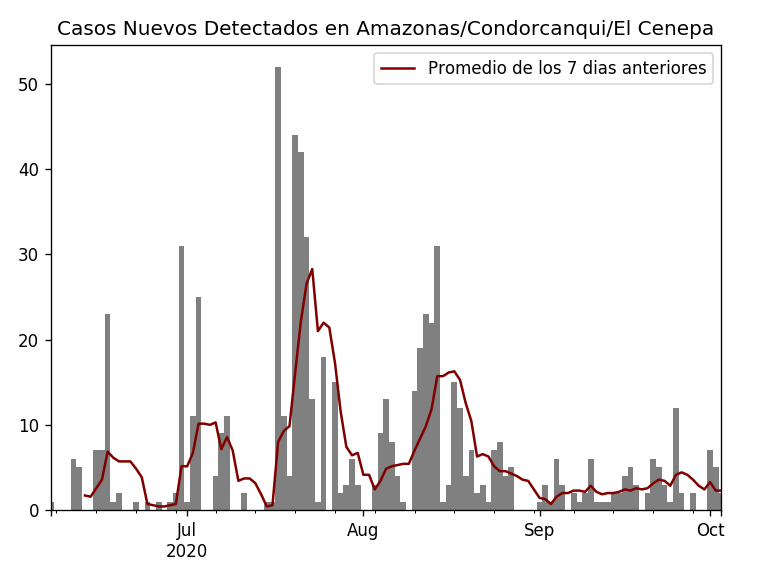 Casos Nuevos Detectados en Amazonas/Condorcanqui/El Cenepa
Promedio de los 7 dias anteriores
50
40
30
20
10
0
Jul Aug Sep Oct
2020